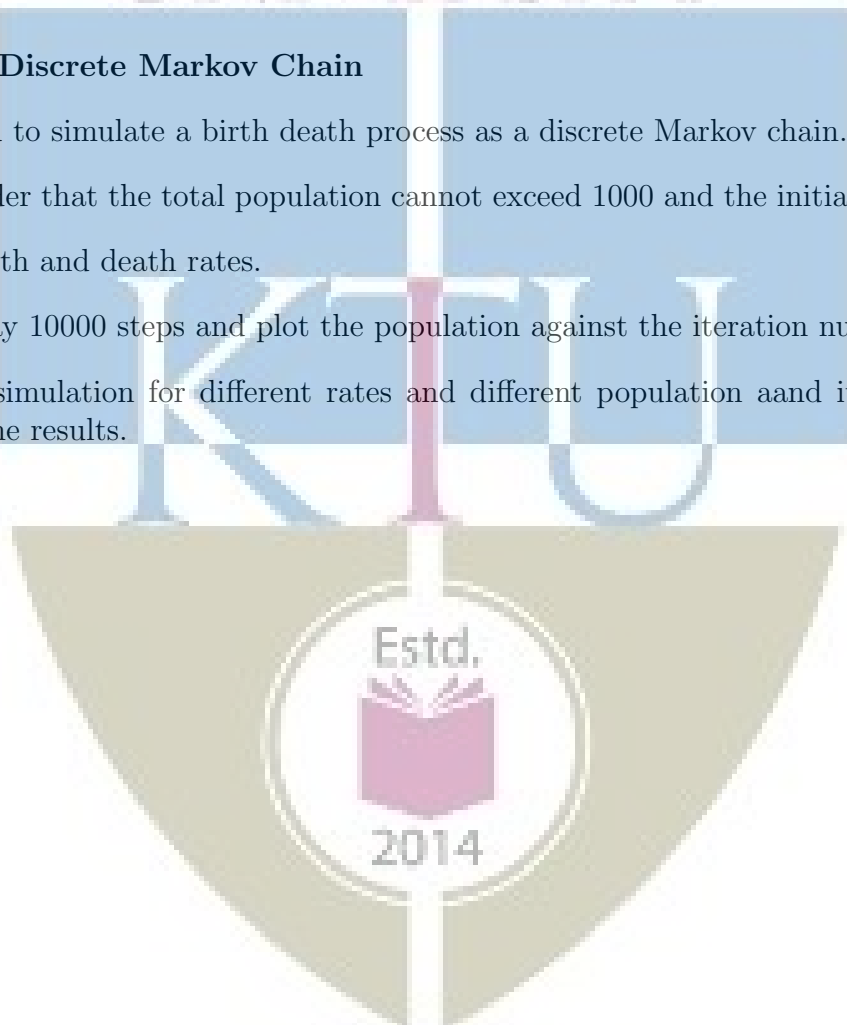 Discrete Markov Chain
to simulate a birth death process as a discrete Markov chain.
ler that the total population cannot exceed 1000 and the initia
th and death rates.
y 10000 steps and plot the population against the iteration nu
simulation for different rates and different population aand i
ne results.
KTU
Estd.
2014